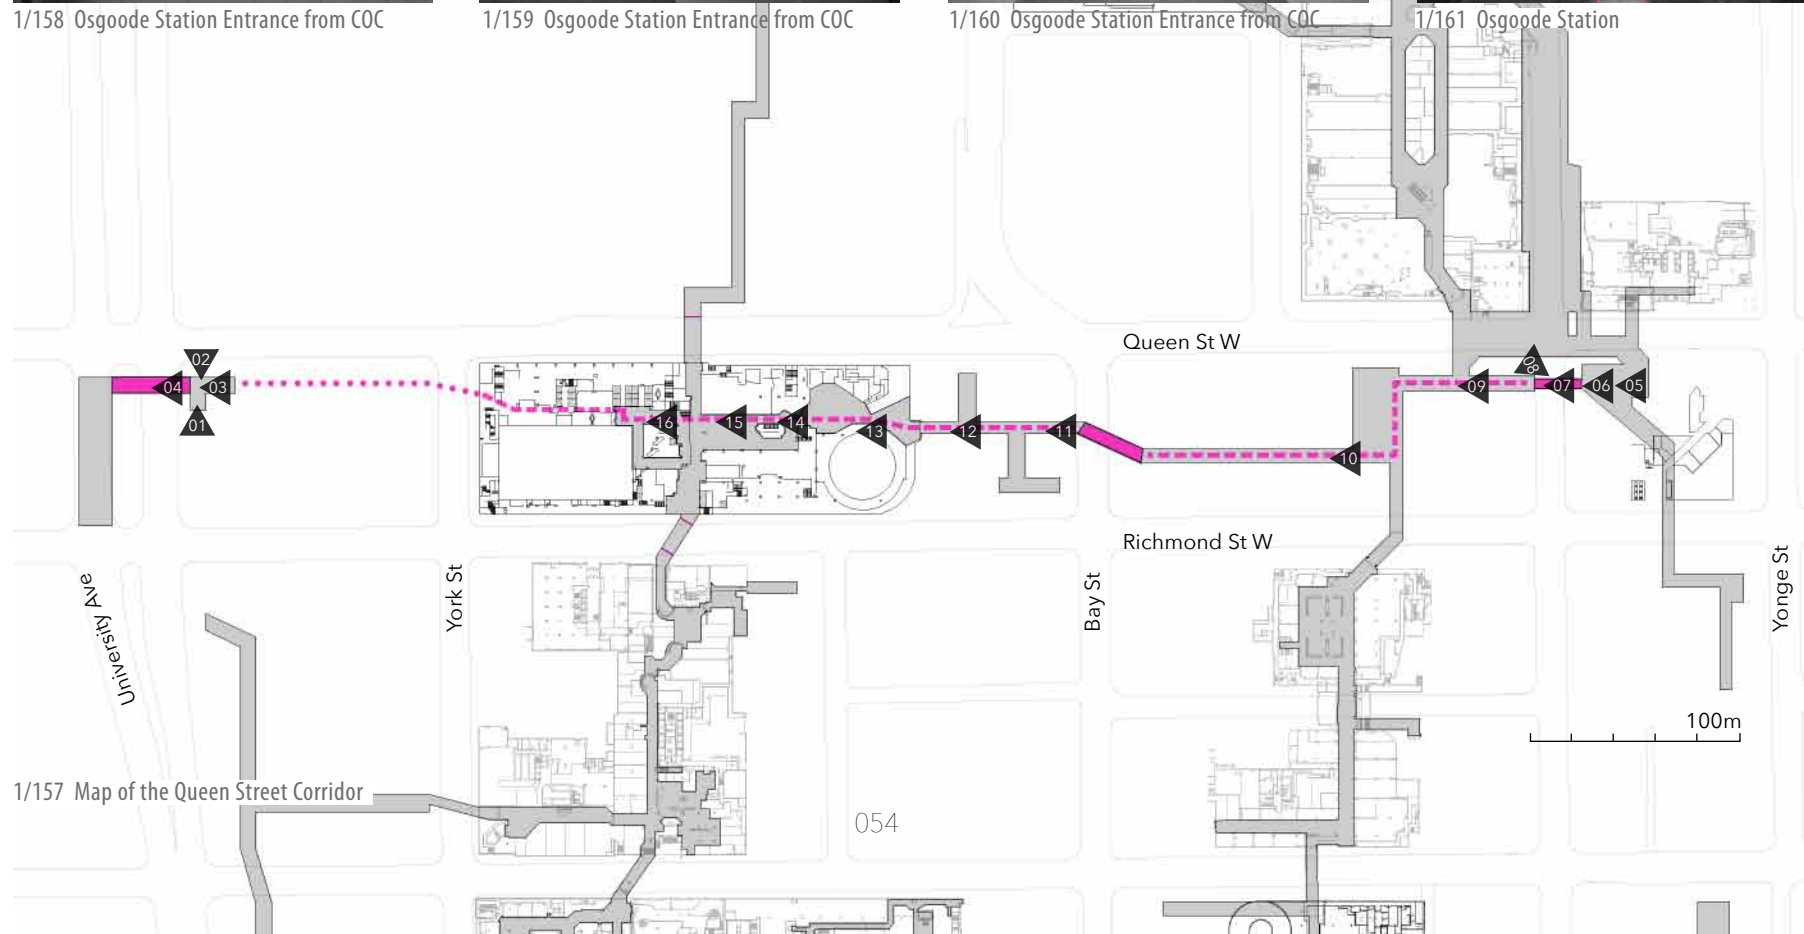 1/158 Osgoode Station Entrance from COC
1/159 Osgoode Station Entrance from COC
1/160 Osgoode Station Entrance from COC
1/161 Osgoode Station
Queen St W
02
04
03
01
08
09
07
06
05
16
15
14
13
12
11
10
Richmond St W
University Ave
York St
Bay St
Yonge St
100m
1/157 Map of the Queen Street Corridor
054